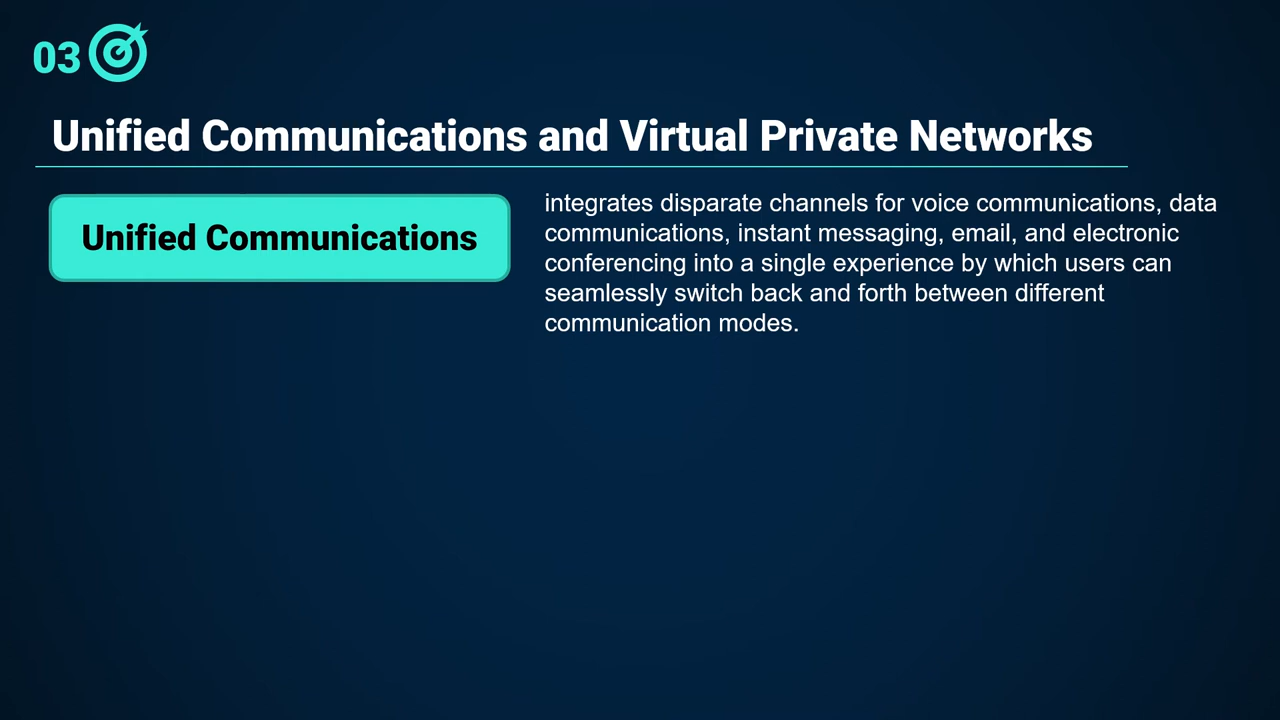 03
Unified Communications and Virtual Private Networks
Unified Communications
integrates disparate channels for voice communications, data
communications, instant messaging, email, and electronic
conferencing into a single experience by which users can
seamlessly switch back and forth between different
communication modes.